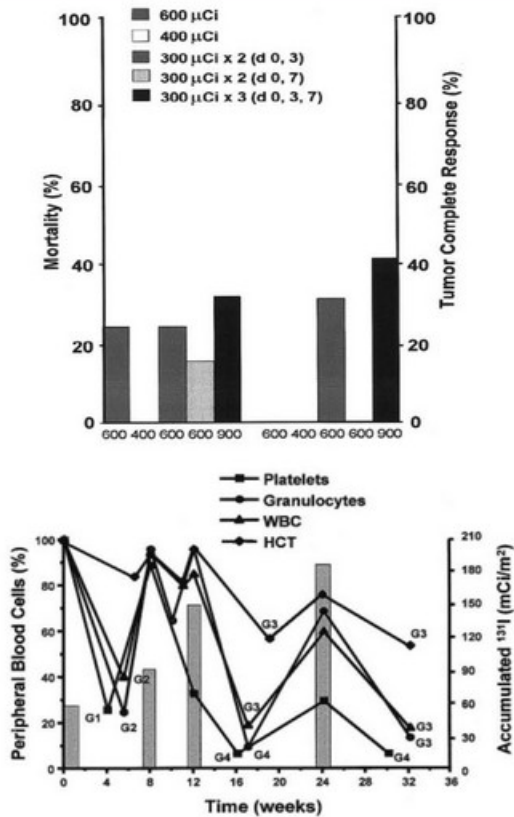 600 µCi
400 µCi
300 µCi x 2 (d 0, 3)
300 µCi x 2 (d 0, 7)
300 µCi x 3 (d 0, 3, 7)
Mortality (%)
100
80
60
40
20
0
Tumor Complete Response (%)
100
80
60
40
20
0
600 400 600 600 900 600 400 600 600 900
Platelets
Granulocytes
WBC
HCT
Peripheral Blood Cells (%)
100
80
60
40
20
0
Accumulated ¹³¹I (mCi/m²)
210
180
150
120
90
60
30
0
G1
G2
G2
G3
G4
G4
G3
G3
G3
G3
G4
0 4 8 12 16 20 24 28 32 36
Time (weeks)